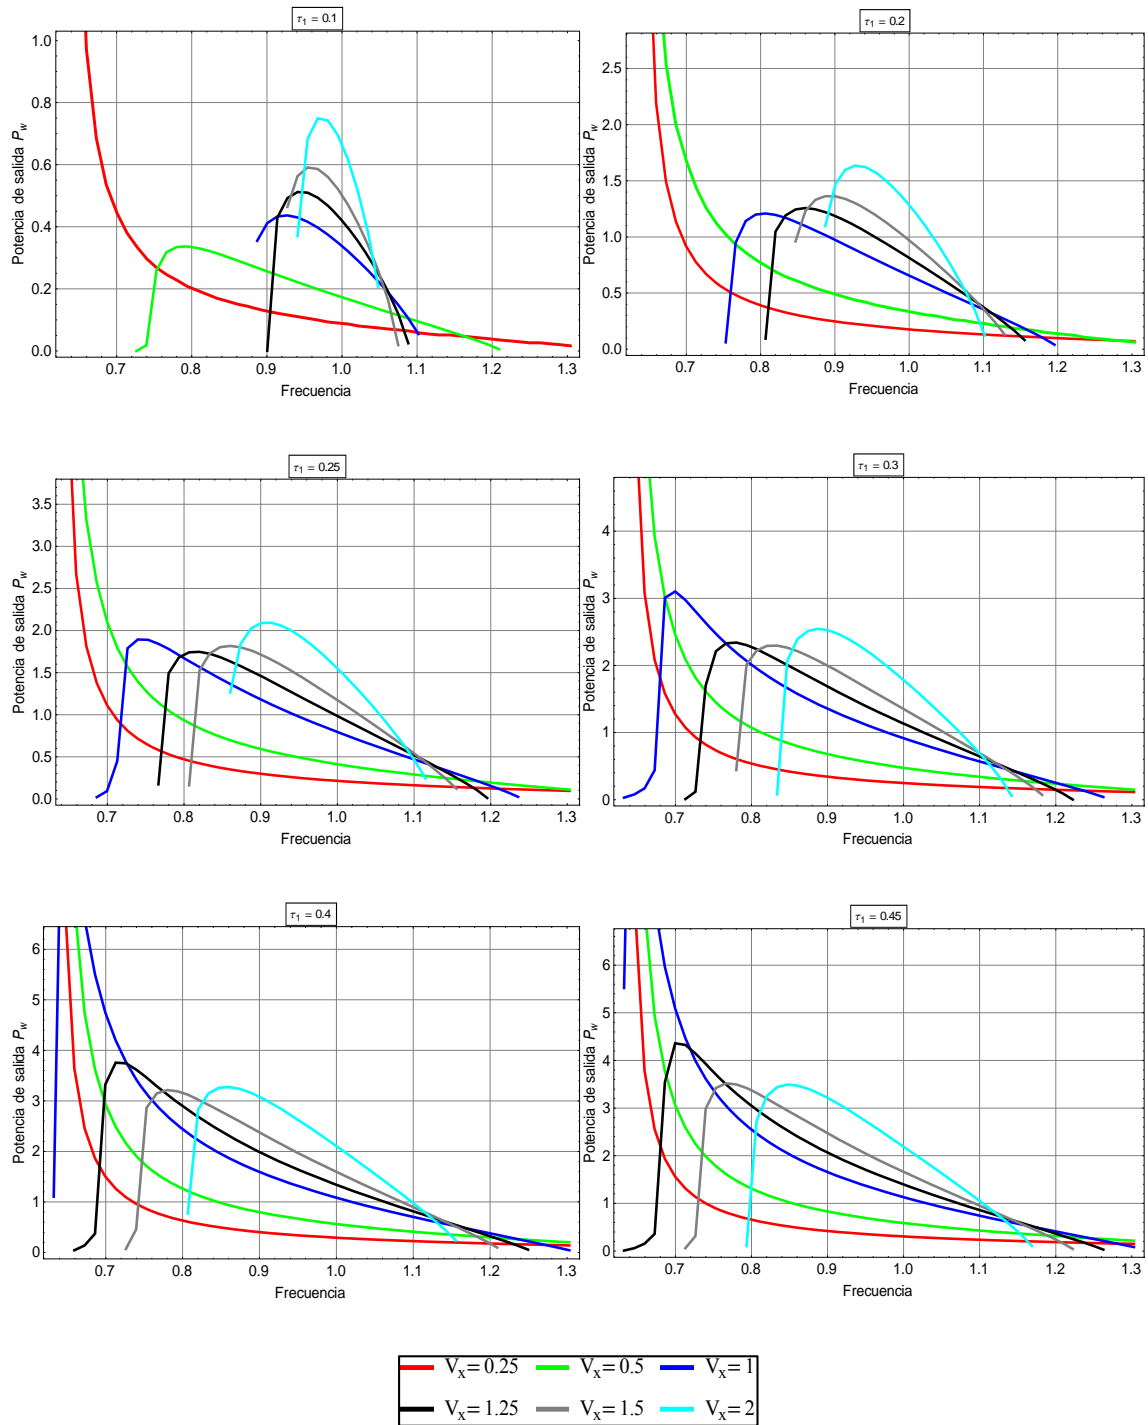 τ₁ = 0.1
Potencia de salida P_w
1.0
0.8
0.6
0.4
0.2
0.0
0.7 0.8 0.9 1.0 1.1 1.2 1.3
Frecuencia
τ₁ = 0.2
Potencia de salida P_w
2.5
2.0
1.5
1.0
0.5
0.0
0.7 0.8 0.9 1.0 1.1 1.2 1.3
Frecuencia
τ₁ = 0.25
Potencia de salida P_w
3.5
3.0
2.5
2.0
1.5
1.0
0.5
0.0
0.7 0.8 0.9 1.0 1.1 1.2 1.3
Frecuencia
τ₁ = 0.3
Potencia de salida P_w
4
3
2
1
0
0.7 0.8 0.9 1.0 1.1 1.2 1.3
Frecuencia
τ₁ = 0.4
Potencia de salida P_w
6
5
4
3
2
1
0
0.7 0.8 0.9 1.0 1.1 1.2 1.3
Frecuencia
τ₁ = 0.45
Potencia de salida P_w
6
5
4
3
2
1
0
0.7 0.8 0.9 1.0 1.1 1.2 1.3
Frecuencia
Vₓ= 0.25 Vₓ= 0.5 Vₓ= 1
Vₓ= 1.25 Vₓ= 1.5 Vₓ= 2